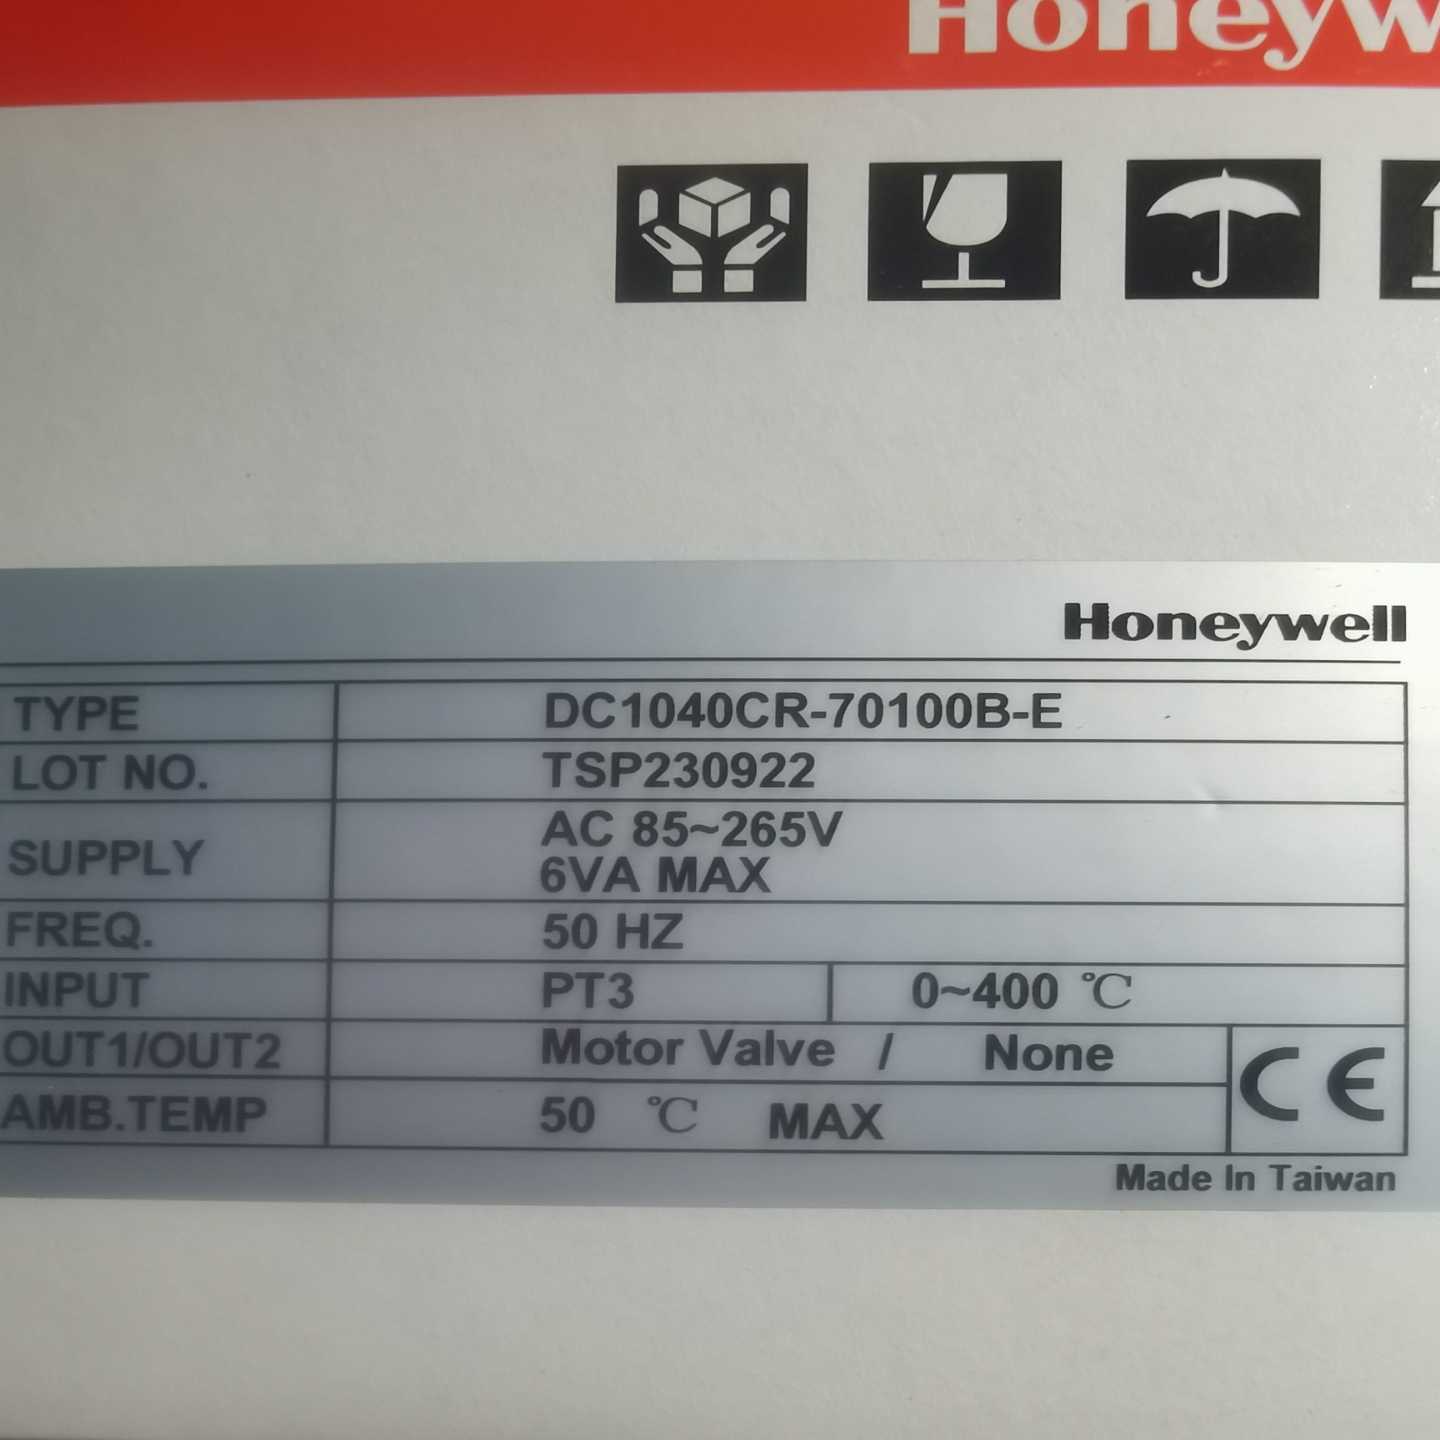 Honeyw
Honeywell
TYPE DC1040CR-70100B-E
LOT NO. TSP230922
SUPPLY AC 85~265V
6VA MAX
FREQ. 50 HZ
INPUT PT3 0~400 ℃
OUT1/OUT2 Motor Valve / None
AMB.TEMP 50 ℃ MAX
CE
Made In Taiwan